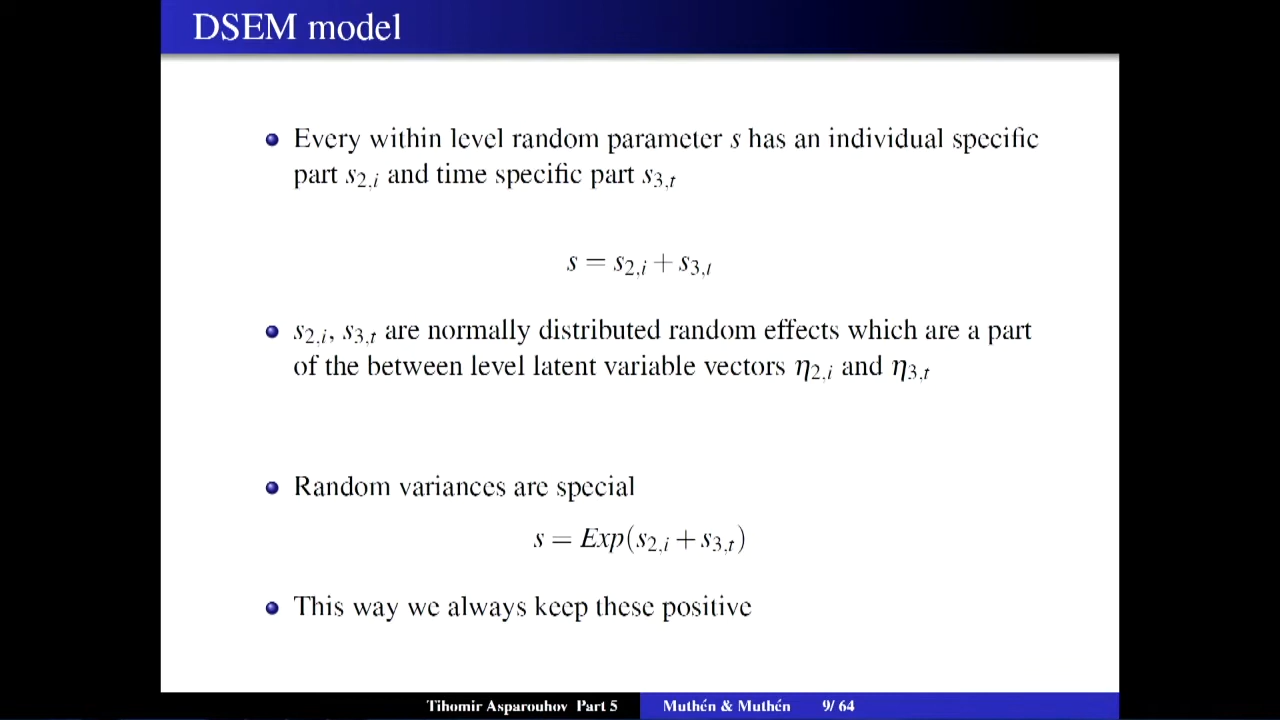 DSEM model
Every within level random parameter s has an individual specific
part s₂,ᵢ and time specific part s₃,ₜ
s = s₂,ᵢ + s₃,ₜ
s₂,ᵢ, s₃,ₜ are normally distributed random effects which are a part
of the between level latent variable vectors η₂,ᵢ and η₃,ₜ
Random variances are special
s = Exp(s₂,ᵢ + s₃,ₜ)
This way we always keep these positive
Tihomir Asparouhov Part 5 Muthén & Muthén 9/ 64